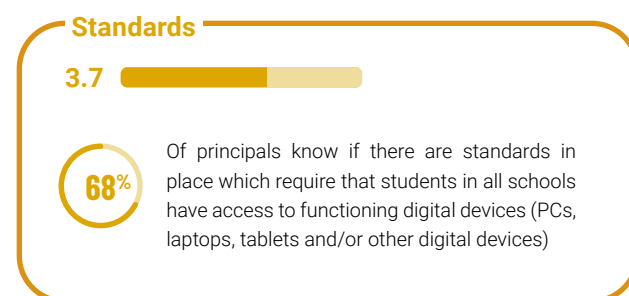 Standards
3.7
68%
Of principals know if there are standards in
place which require that students in all schools
have access to functioning digital devices (PCs,
laptops, tablets and/or other digital devices)